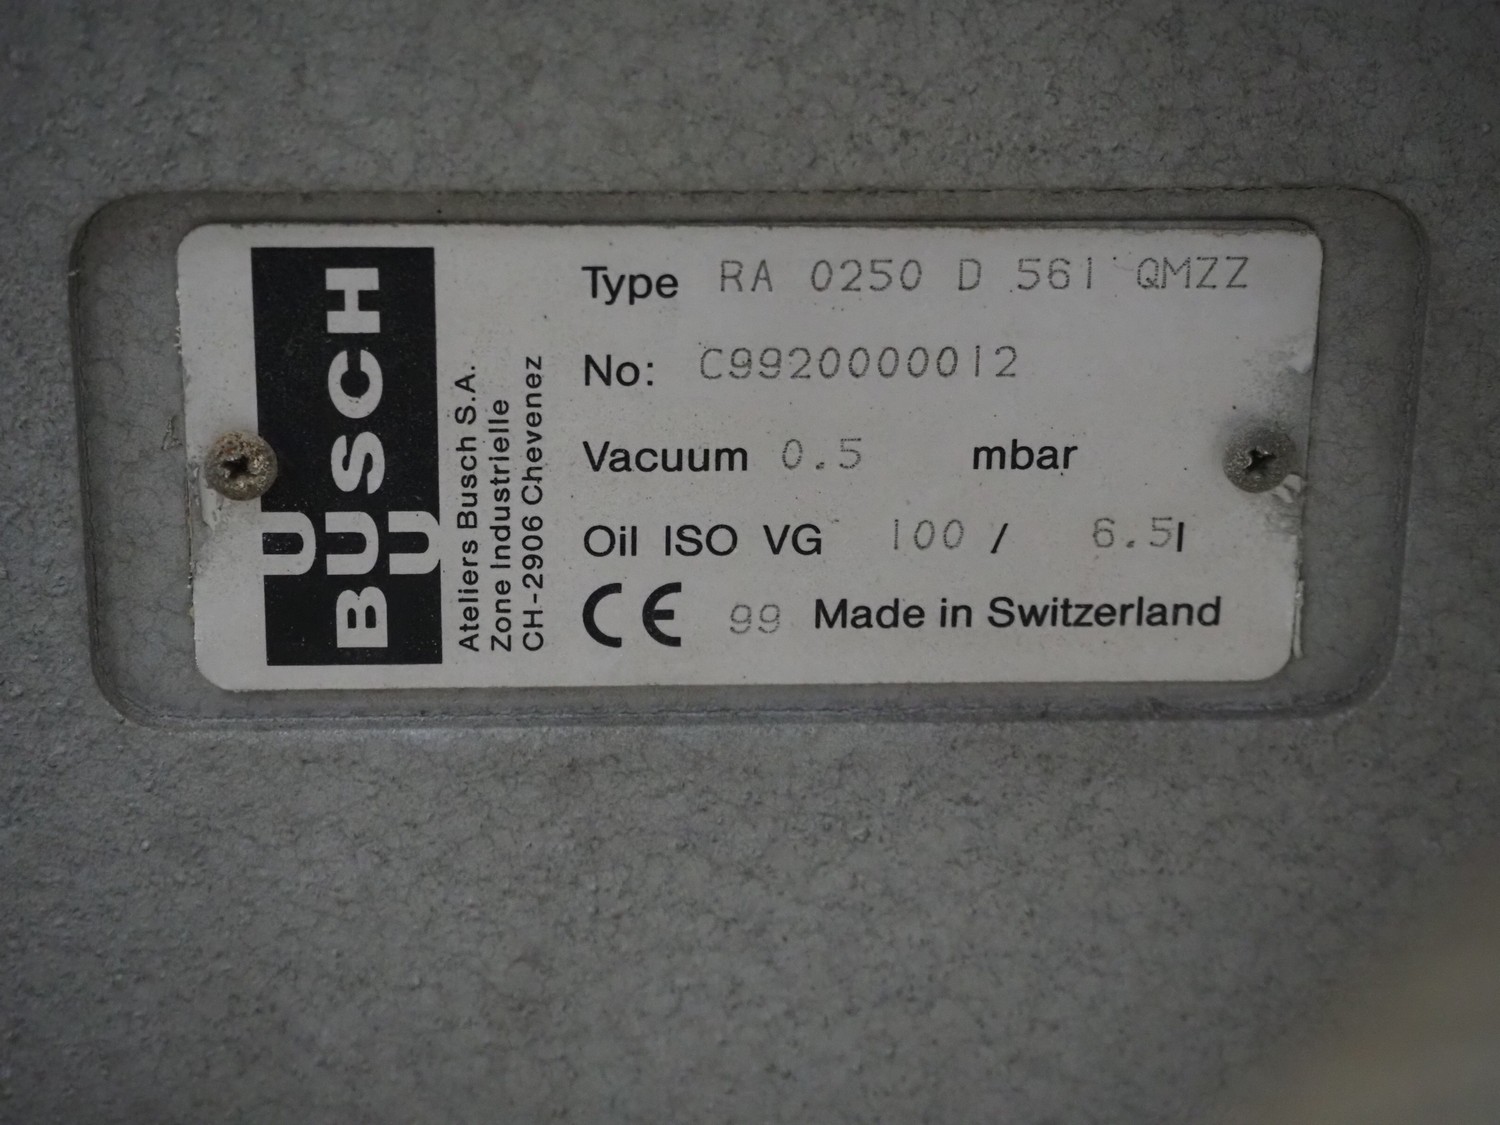 BUSCH
Ateliers Busch S.A.
Zone Industrielle
CH-2906 Chevenez
Type RA 0250 D 561 QMZZ
No: C9920000012
Vacuum 0.5 mbar
Oil ISO VG 100 / 6.5l
CE 99 Made in Switzerland